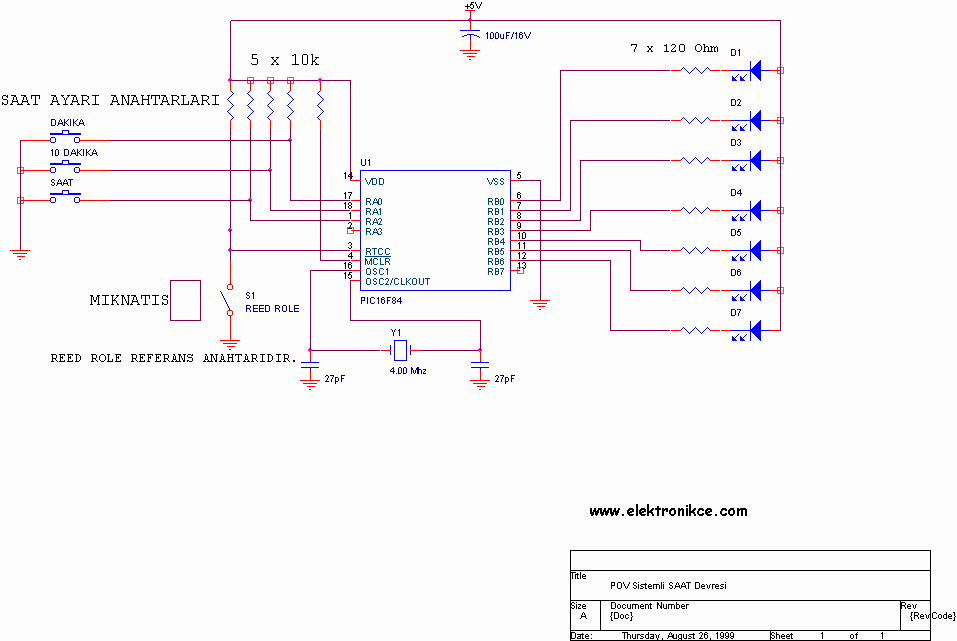 +5V
100uF/16V
5 x 10k
7 x 120 Ohm
D1
SAAT AYARI ANAHTARLARI
D2
DAKIKA
D3
10 DAKIKA
SAAT
U1
14 VDD
VSS 5
17 RA0
RB0 6
18 RA1
RB1 7
1 RA2
RB2 8
2 RA3
RB3 9
RB4 10
3 RTCC
RB5 11
4 MCLR
RB6 12
16 OSC1
RB7 13
15 OSC2/CLKOUT
PIC16F84
D4
D5
D6
D7
MIKNATIS
S1
REED ROLE
REED ROLE REFERANS ANAHTARIDIR.
Y1
4.00 Mhz
27pF
27pF
www.elektronikce.com
Title
POV Sistemli SAAT Devresi
Size
A
Document Number
{Doc}
Rev
{RevCode}
Date: Thursday, August 26, 1999 Sheet 1 of 1